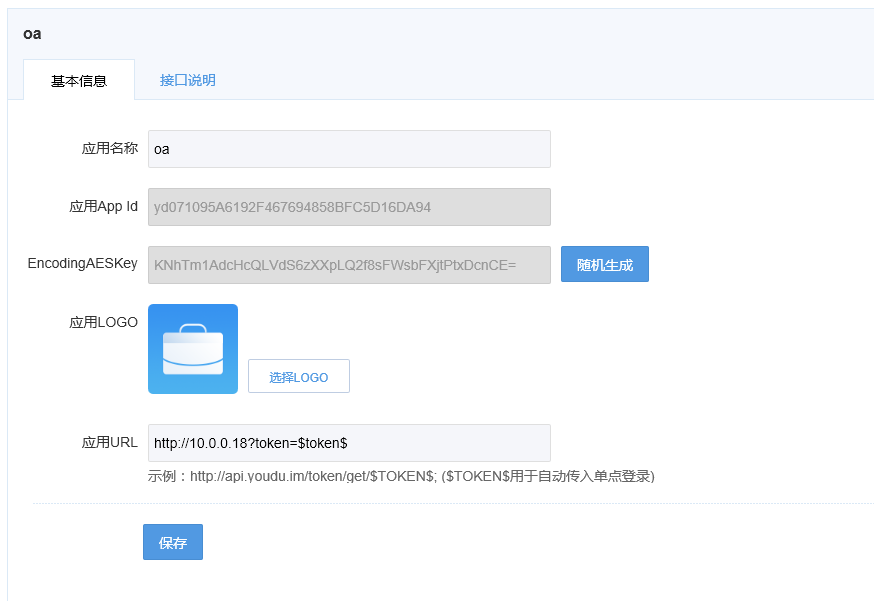 oa
基本信息 接口说明
应用名称 oa
应用App Id yd071095A6192F467694858BFC5D16DA94
EncodingAESKey KNhTm1AdcHcQLVdS6zXXpLQ2f8sFWsbFXjtPtxDcnCE= 随机生成
应用LOGO
选择LOGO
应用URL http://10.0.0.18?token=$token$
示例：http://api.youdu.im/token/get/$TOKEN$; ($TOKEN$用于自动传入单点登录)
保存